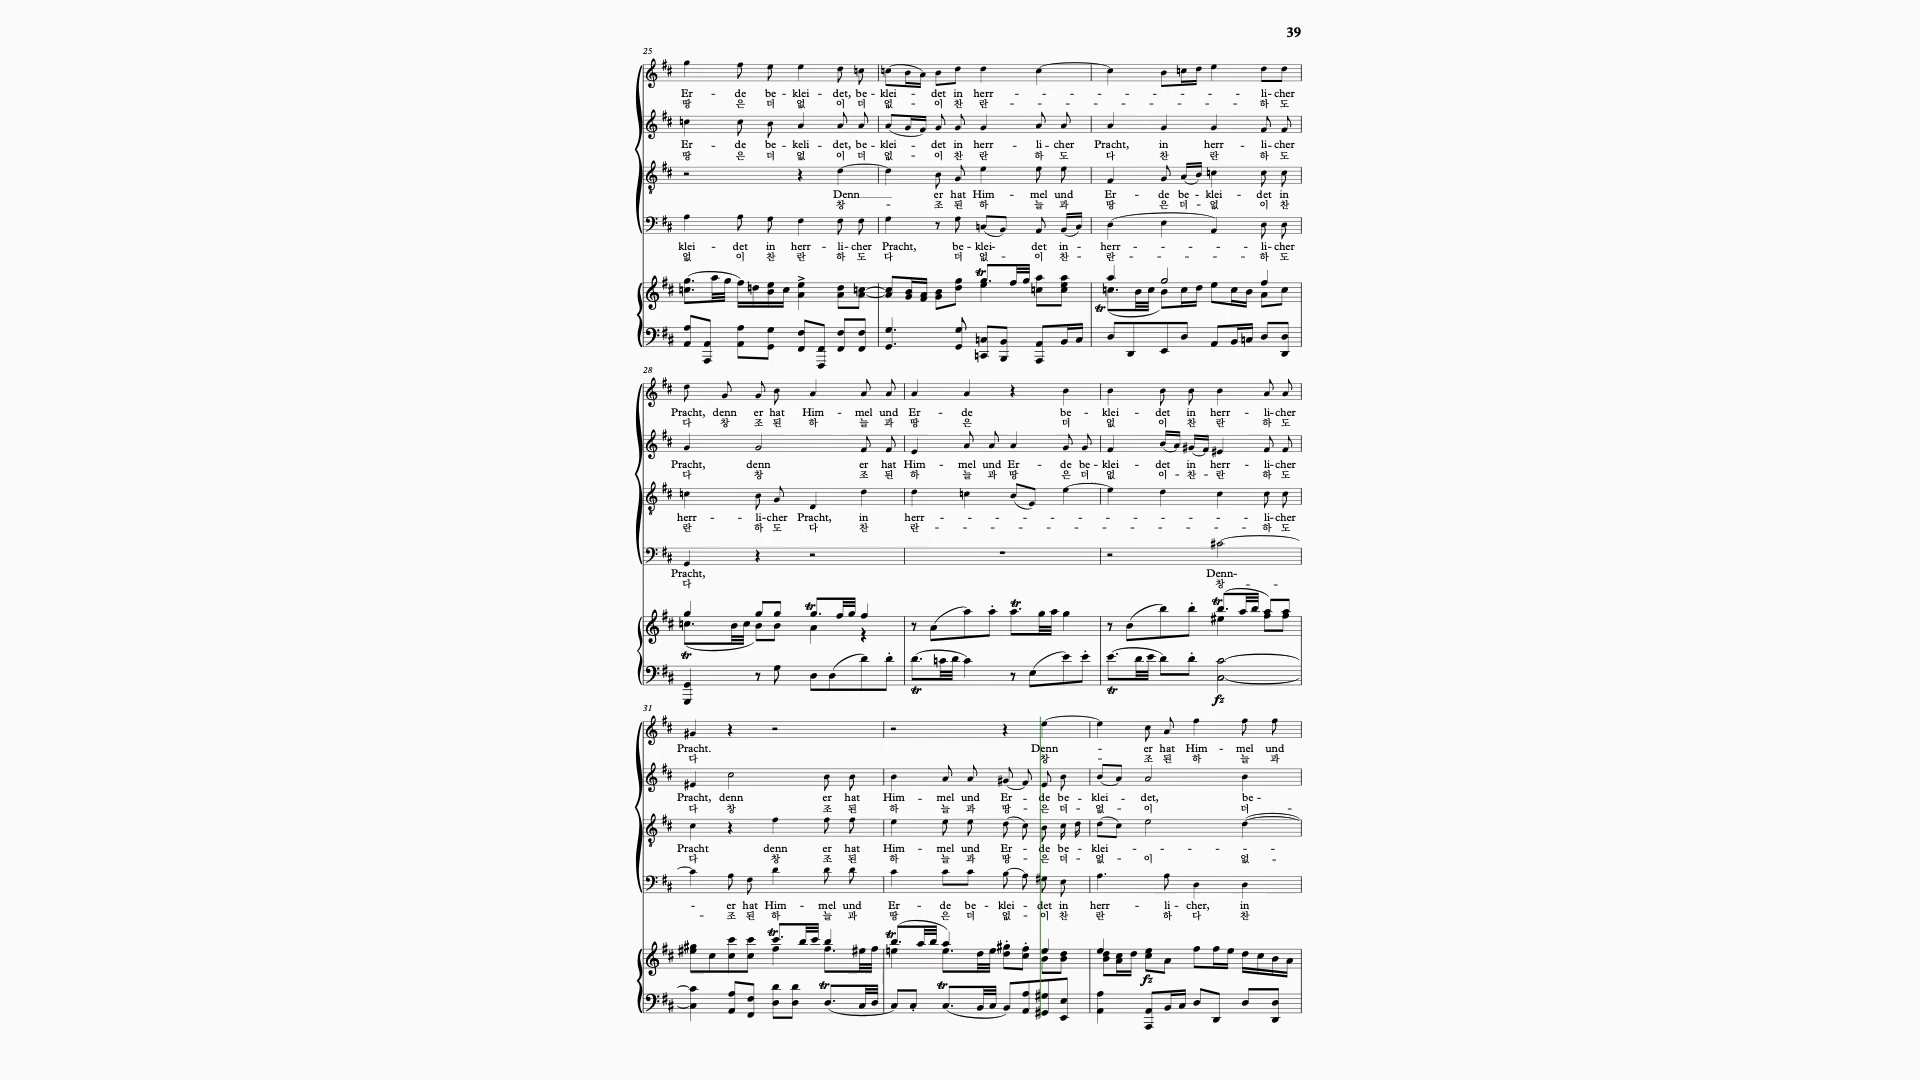 39
25
Er - de be - klei - det, be - klei - det in herr - - - - - - - - li - cher
땅 은 더 없 이 더 없 - 이 찬 란 - - - - - - - - 하 도
Er - de be - keli - det, be - klei - det in herr - li - cher Pracht, in herr - li - cher
땅 은 더 없 이 더 없 - 이 찬 란 하 도 다 찬 란 하 도
Denn er hat Him - mel und Er - de be - klei - det in
창 - 조 된 하 늘 과 땅 은 더 - 없 이 찬
klei - det in herr - li - cher Pracht, be - klei- det in - herr - - - - - li - cher
없 이 찬 란 하 도 다 더 없 - 이 찬 - 란 - - - - - 하 도
28
Pracht, denn er hat Him - mel und Er - de be - klei - det in herr - li - cher
다 창 조 된 하 늘 과 땅 은 더 없 이 찬 란 하 도
Pracht, denn er hat Him - mel und Er - de be - klei - det in herr - li - cher
다 창 조 된 하 늘 과 땅 은 더 없 이 - 찬 - 란 하 도
herr - li - cher Pracht, in herr - - - - - - - - - - li - cher
란 하 도 다 찬 란 - - - - - - - - - - 하 도
Pracht, Denn-
다 창 - -
fz
31
Pracht. Denn - er hat Him - mel und
다 창 - 조 된 하 늘 과
Pracht, denn er hat Him - mel und Er - de be - klei - det, be -
다 창 조 된 하 늘 과 땅 - 은 더 - 없 - 이 더 -
Pracht denn er hat Him - mel und Er - de be - klei - - - - - - -
다 창 조 된 하 늘 과 땅 - 은 더 - 없 - 이 없 -
- er hat Him - mel und Er - de be - klei - det in herr - li - cher, in
- 조 된 하 늘 과 땅 은 더 없 - 이 찬 란 하 다 찬
fz